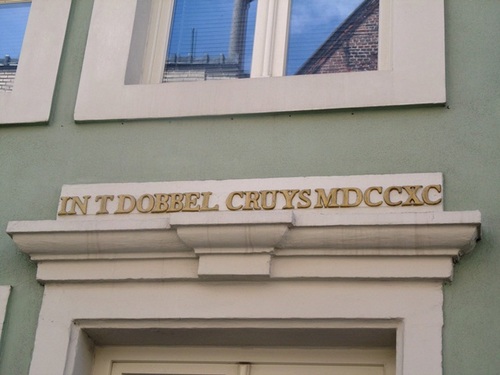 IN T DOBBEL CRUYS MDCCXC